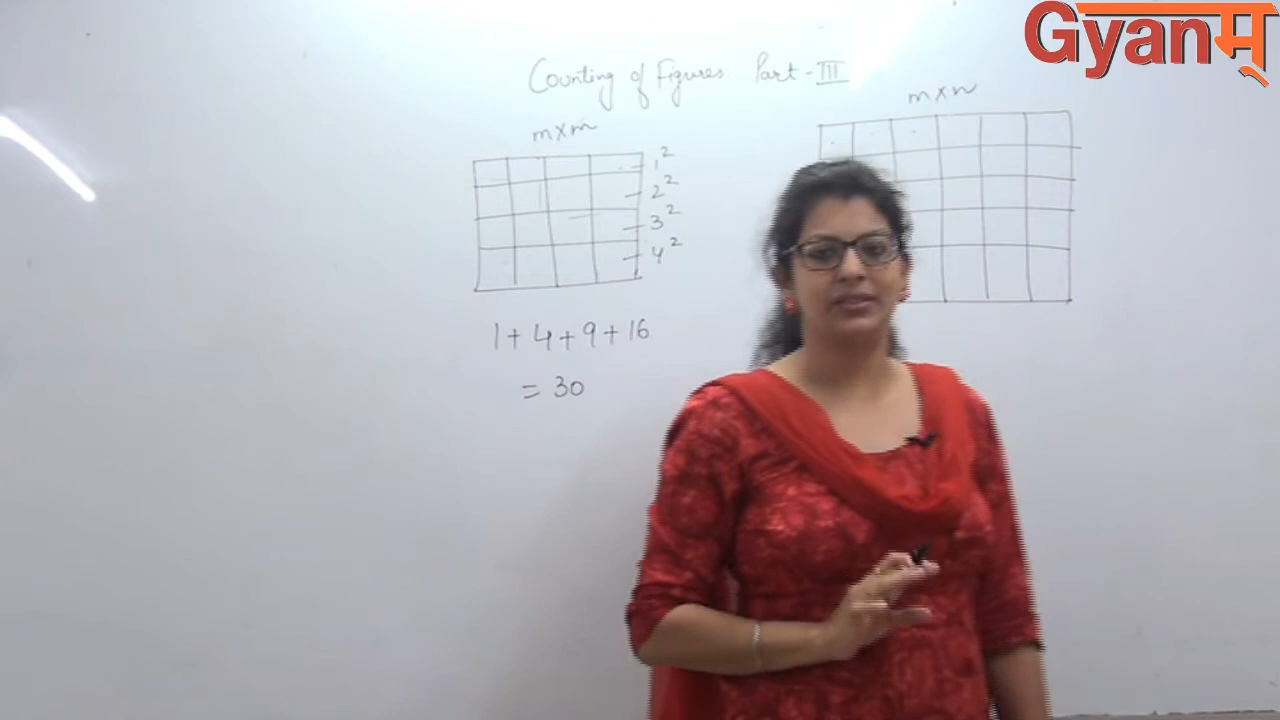 Gyanम्
Counting of Figures Part - III
m x m
m x n
1²
2²
3²
4²
1 + 4 + 9 + 16
= 30